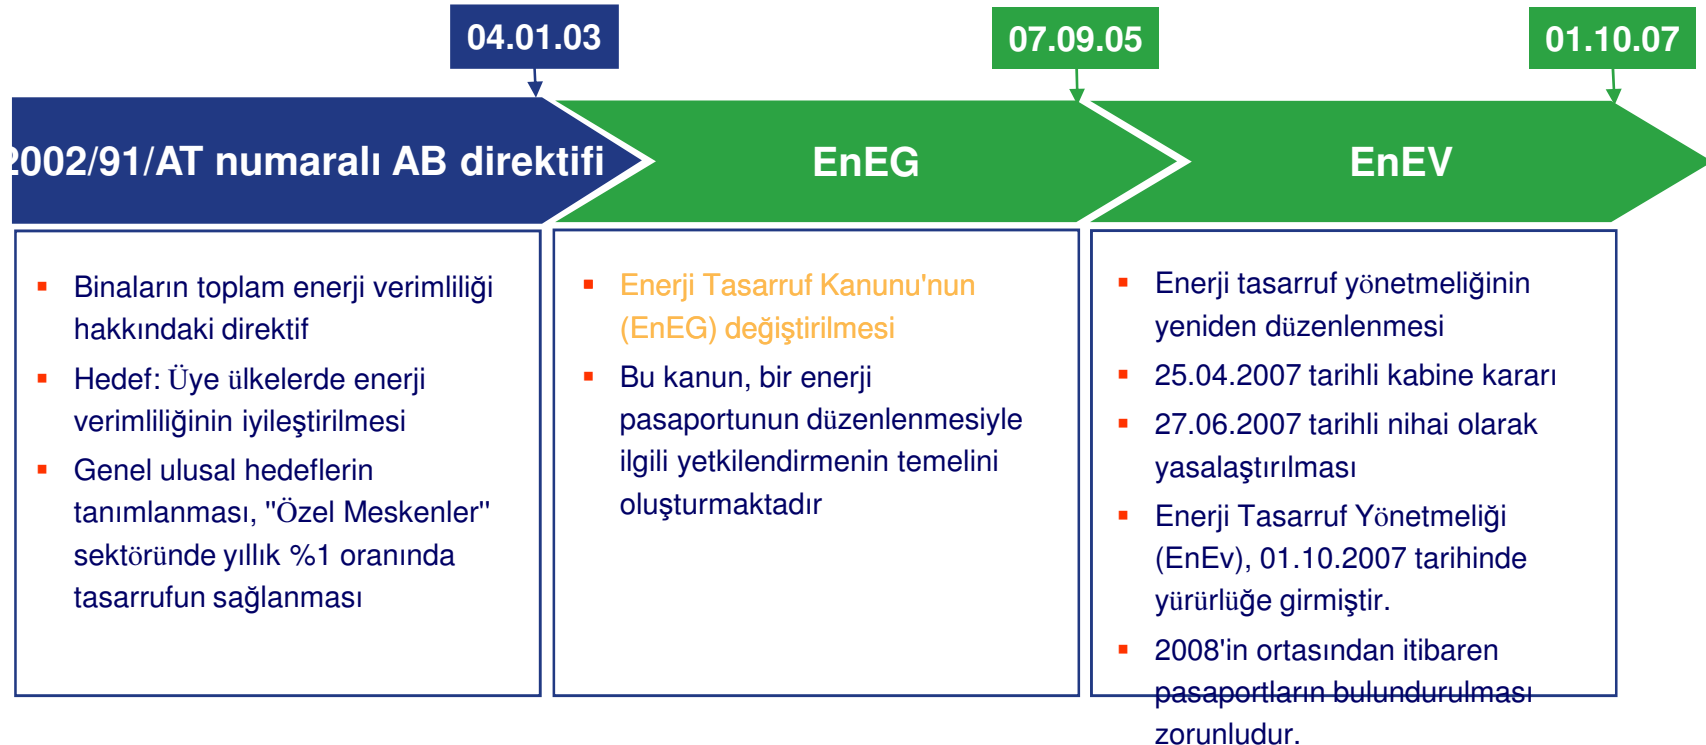 04.01.03
07.09.05
01.10.07
2002/91/AT numaralı AB direktifi
EnEG
EnEV
Binaların toplam enerji verimliliği
hakkındaki direktif
Hedef: Üye ülkelerde enerji
verimliliğinin iyileştirilmesi
Genel ulusal hedeflerin
tanımlanması, "Özel Meskenler"
sektöründe yıllık %1 oranında
tasarrufun sağlanması
Enerji Tasarruf Kanunu'nun
(EnEG) değiştirilmesi
Bu kanun, bir enerji
pasaportunun düzenlenmesiyle
ilgili yetkilendirmenin temelini
oluşturmaktadır
Enerji tasarruf yönetmeliğinin
yeniden düzenlenmesi
25.04.2007 tarihli kabine kararı
27.06.2007 tarihli nihai olarak
yasalaştırılması
Enerji Tasarruf Yönetmeliği
(EnEv), 01.10.2007 tarihinde
yürürlüğe girmiştir.
2008'in ortasından itibaren
pasaportların bulundurulması
zorunludur.